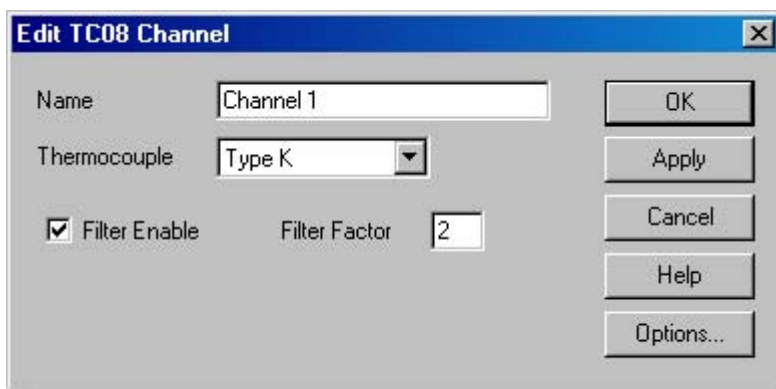 Edit TC08 Channel
Name Channel 1 OK
Thermocouple Type K Apply
Filter Enable Filter Factor 2 Cancel
Help
Options...